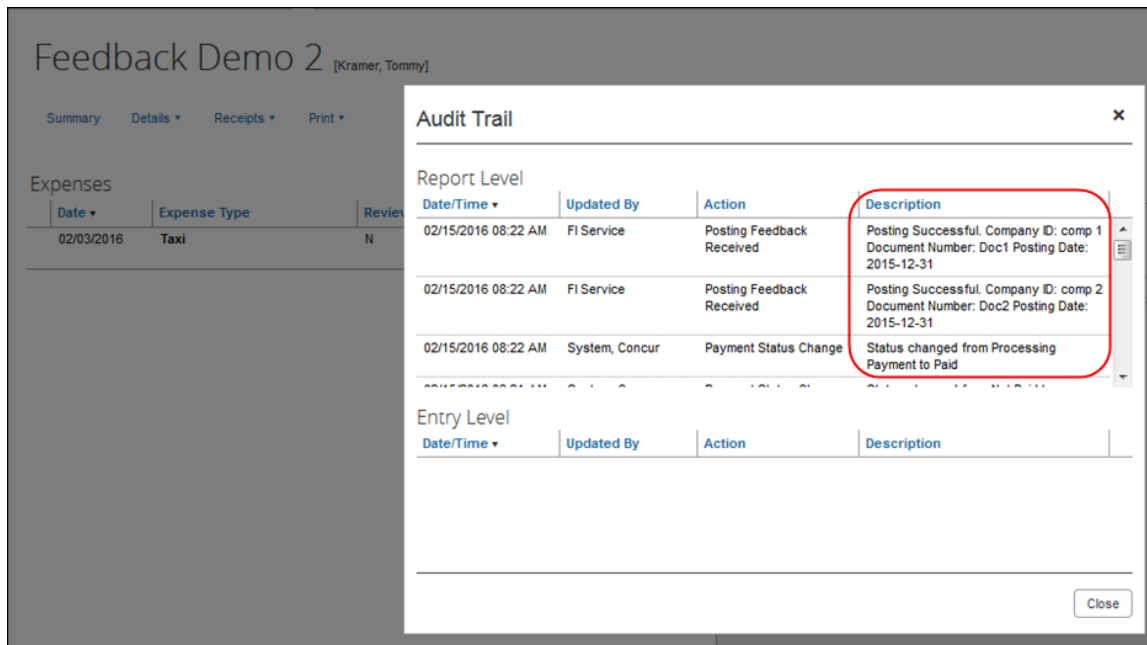 Feedback Demo 2 [Kramer, Tommy]
Summary Details Receipts Print
Expenses
Date Expense Type Review
02/03/2016 Taxi N
Audit Trail
Report Level
Date/Time Updated By Action Description
02/15/2016 08:22 AM FI Service Posting Feedback Posting Successful. Company ID: comp 1
Received Document Number: Doc1 Posting Date:
2015-12-31
02/15/2016 08:22 AM FI Service Posting Feedback Posting Successful. Company ID: comp 2
Received Document Number: Doc2 Posting Date:
2015-12-31
02/15/2016 08:22 AM System, Concur Payment Status Change Status changed from Processing
Payment to Paid
Entry Level
Date/Time Updated By Action Description
Close